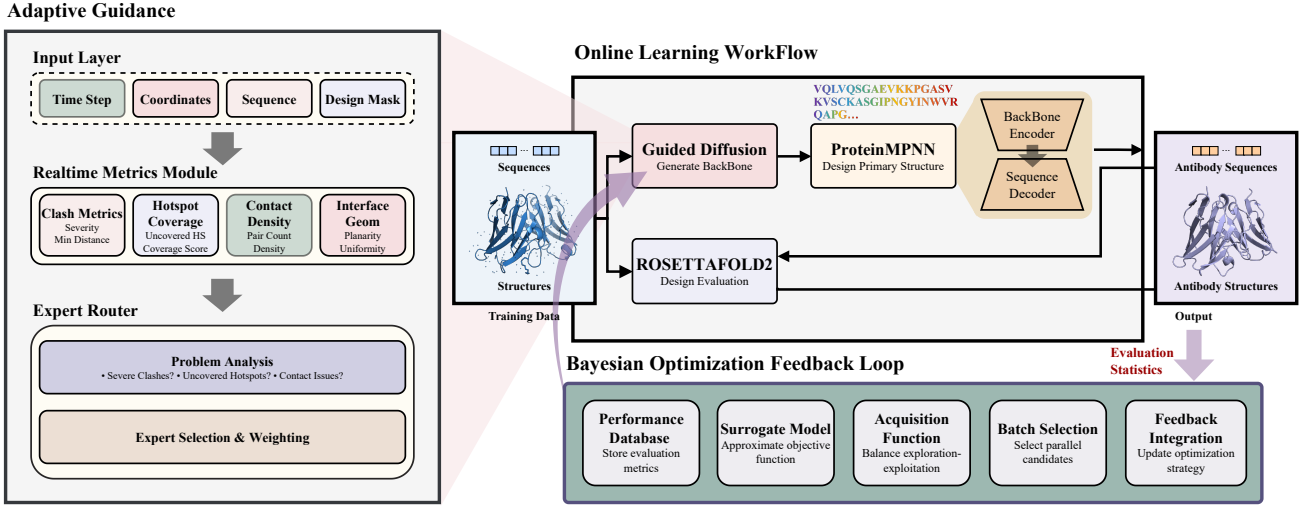 Adaptive Guidance
Input Layer
Time Step
Coordinates
Sequence
Design Mask
Realtime Metrics Module
Clash Metrics
Severity
Min Distance
Hotspot
Coverage
Uncovered HS
Coverage Score
Contact
Density
Pair Count
Density
Interface
Geom
Planarity
Uniformity
Expert Router
Problem Analysis
• Severe Clashes? • Uncovered Hotspots? • Contact Issues?
Expert Selection & Weighting
Online Learning WorkFlow
Sequences
Structures
Training Data
Guided Diffusion
Generate BackBone
VQLVQSGAEVKKPGASV
KVSCKASGIPNGYINWVR
QAPG...
ProteinMPNN
Design Primary Structure
BackBone
Encoder
Sequence
Decoder
ROSETTAFOLD2
Design Evaluation
Antibody Sequences
Antibody Structures
Output
Evaluation
Statistics
Bayesian Optimization Feedback Loop
Performance
Database
Store evaluation
metrics
Surrogate Model
Approximate objective
function
Acquisition
Function
Balance exploration-
exploitation
Batch Selection
Select parallel
candidates
Feedback
Integration
Update optimization
strategy